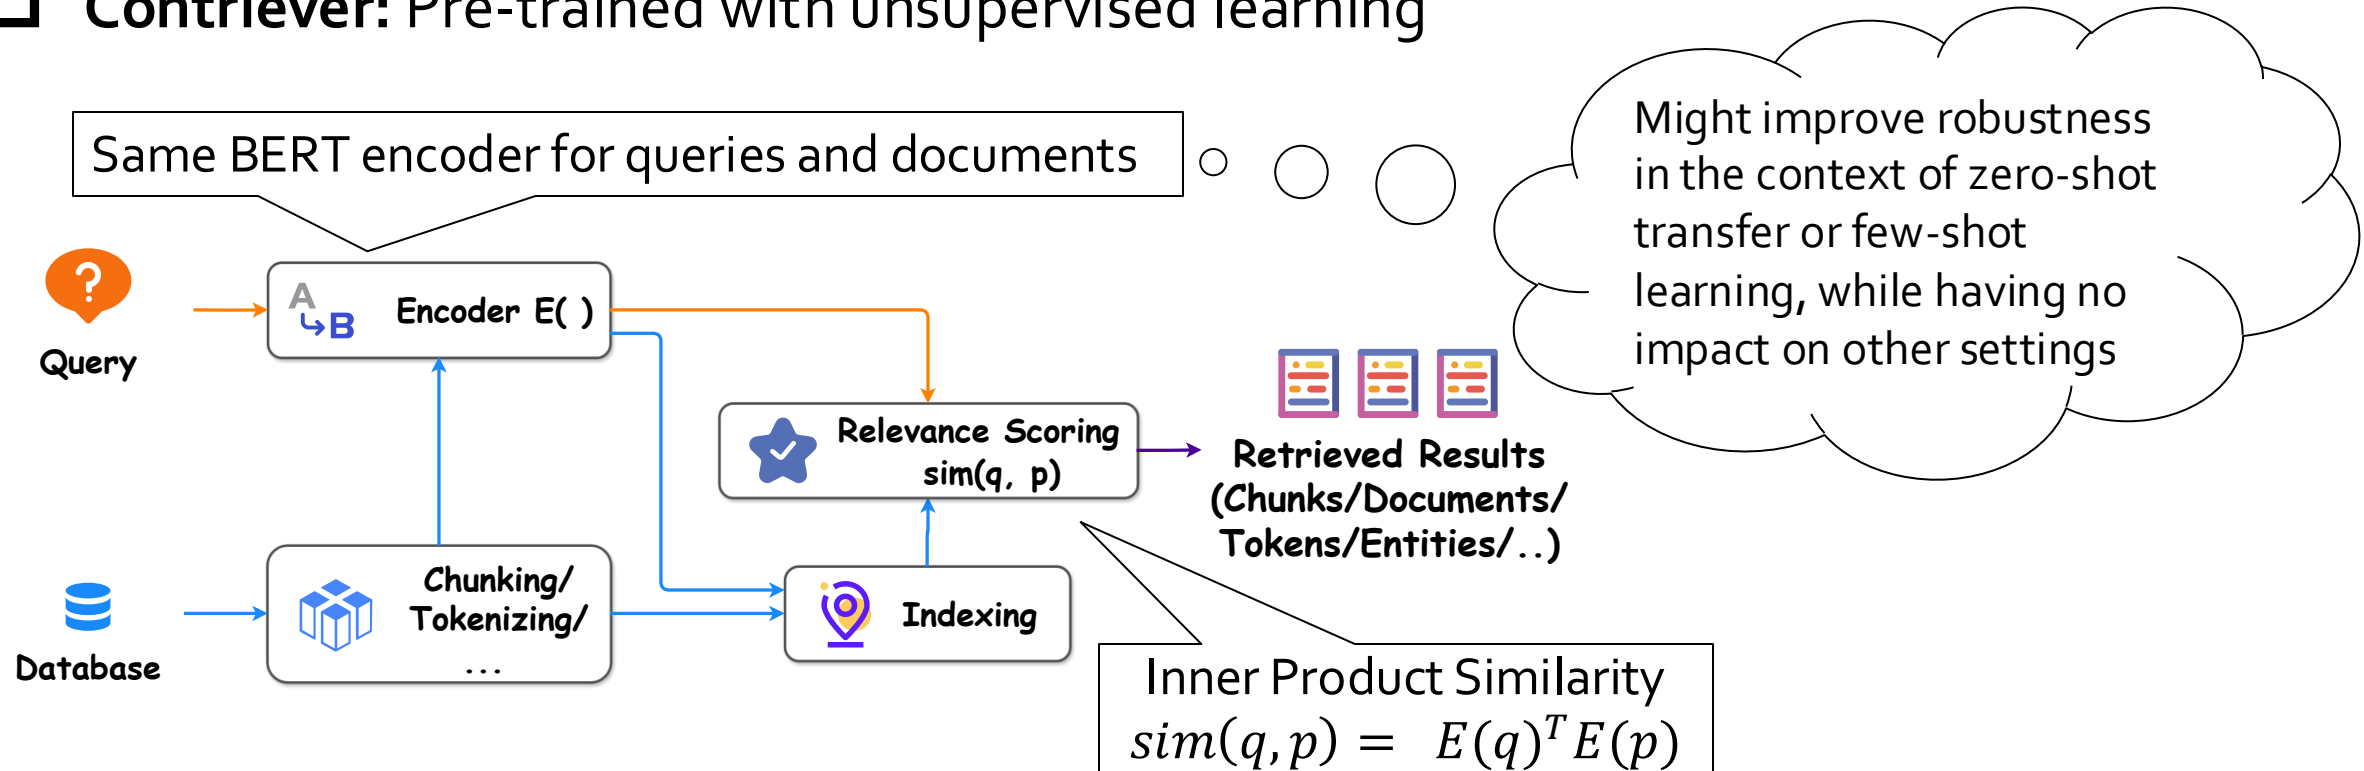 Contriever: Pre-trained with unsupervised learning
Same BERT encoder for queries and documents
Might improve robustness
in the context of zero-shot
transfer or few-shot
learning, while having no
impact on other settings
?
Query
A
B
Encoder E( )
Relevance Scoring
sim(q, p)
Retrieved Results
(Chunks/Documents/
Tokens/Entities/..)
Database
Chunking/
Tokenizing/
...
Indexing
Inner Product Similarity
sim(q,p) = E(q)ᵀE(p)